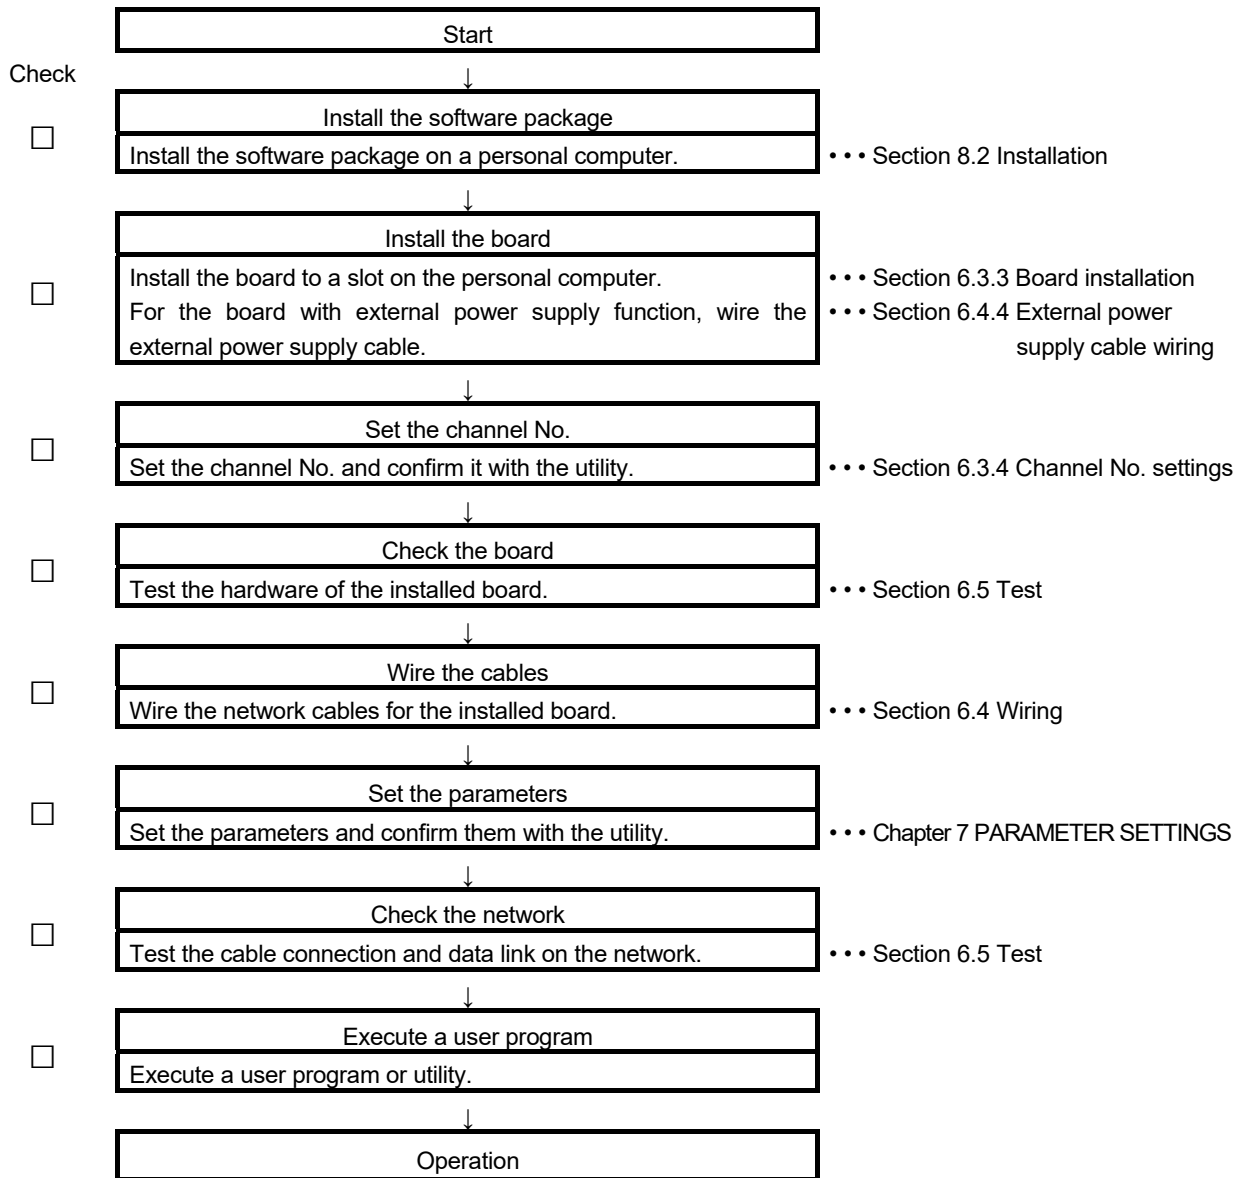 Start
Check
↓
Install the software package
□
Install the software package on a personal computer. • • • Section 8.2 Installation
↓
Install the board
□
Install the board to a slot on the personal computer. • • • Section 6.3.3 Board installation
For the board with external power supply function, wire the • • • Section 6.4.4 External power
external power supply cable. supply cable wiring
↓
Set the channel No.
□
Set the channel No. and confirm it with the utility. • • • Section 6.3.4 Channel No. settings
↓
Check the board
□
Test the hardware of the installed board. • • • Section 6.5 Test
↓
Wire the cables
□
Wire the network cables for the installed board. • • • Section 6.4 Wiring
↓
Set the parameters
□
Set the parameters and confirm them with the utility. • • • Chapter 7 PARAMETER SETTINGS
↓
Check the network
□
Test the cable connection and data link on the network. • • • Section 6.5 Test
↓
Execute a user program
□
Execute a user program or utility.
↓
Operation